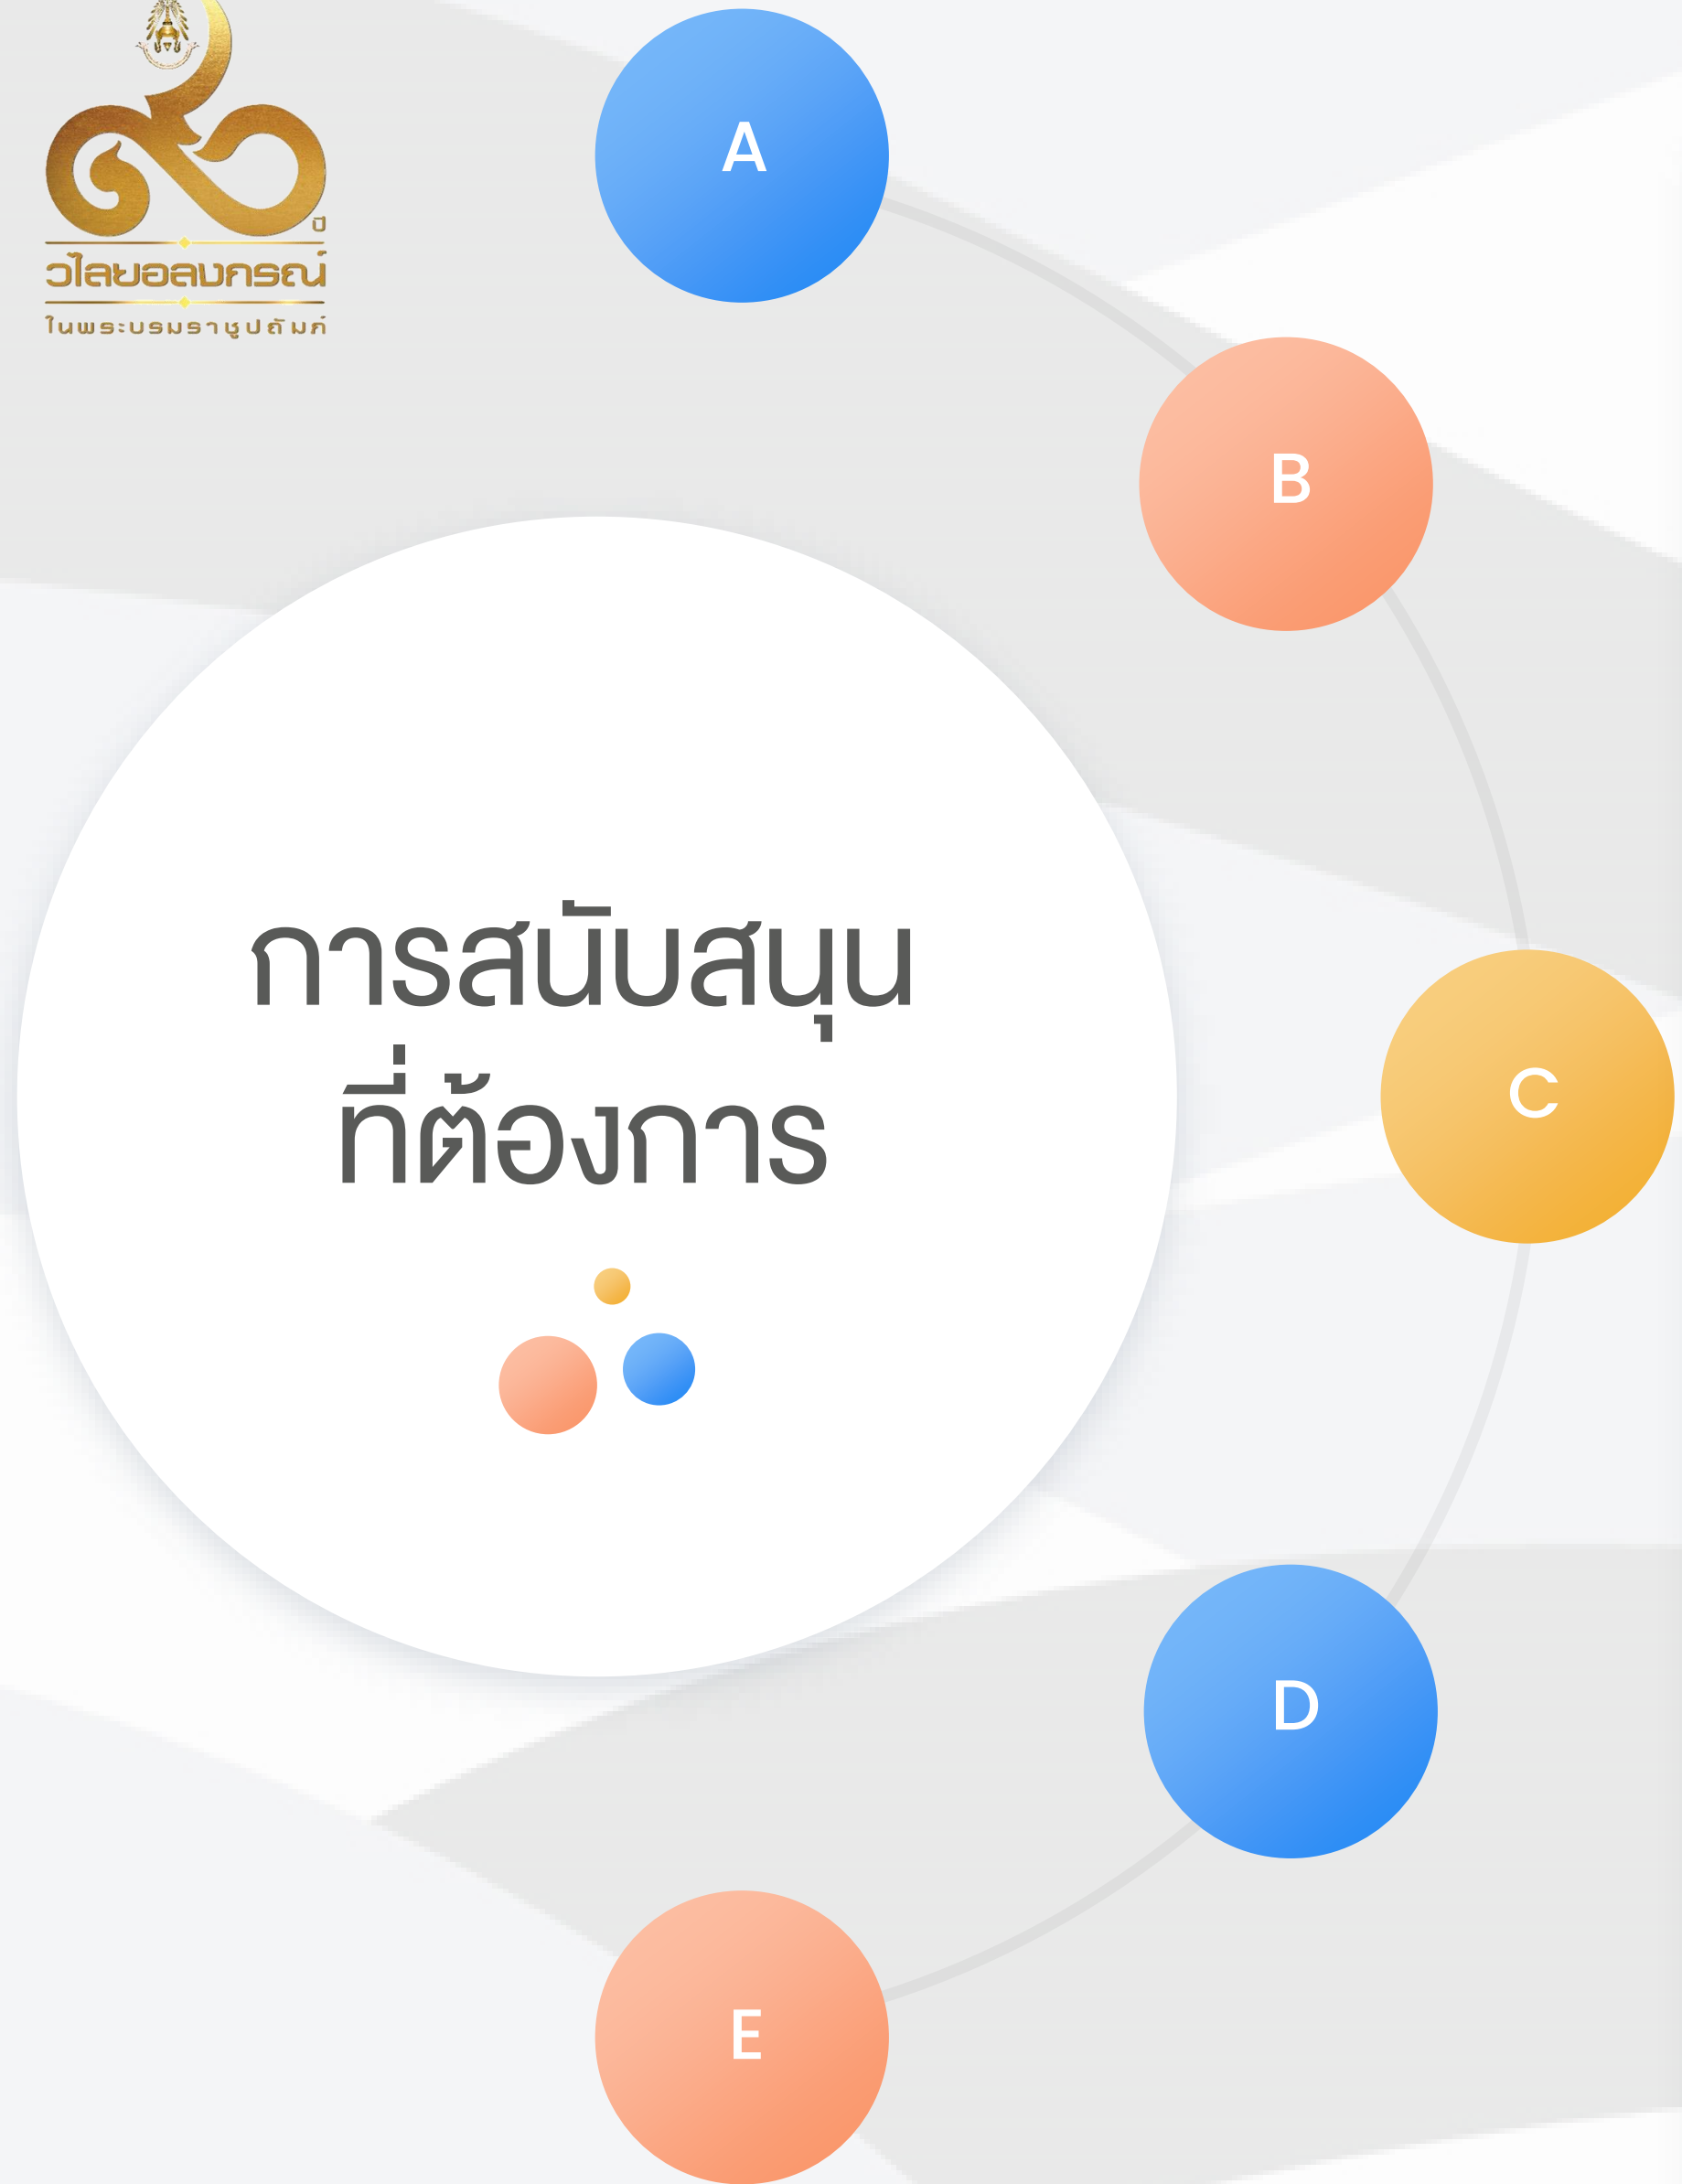 ๙๐
ปี
วไลยอลงกรณ์
ในพระบรมราชูปถัมภ์
A
B
การสนับสนุน
ที่ต้องการ
C
D
E